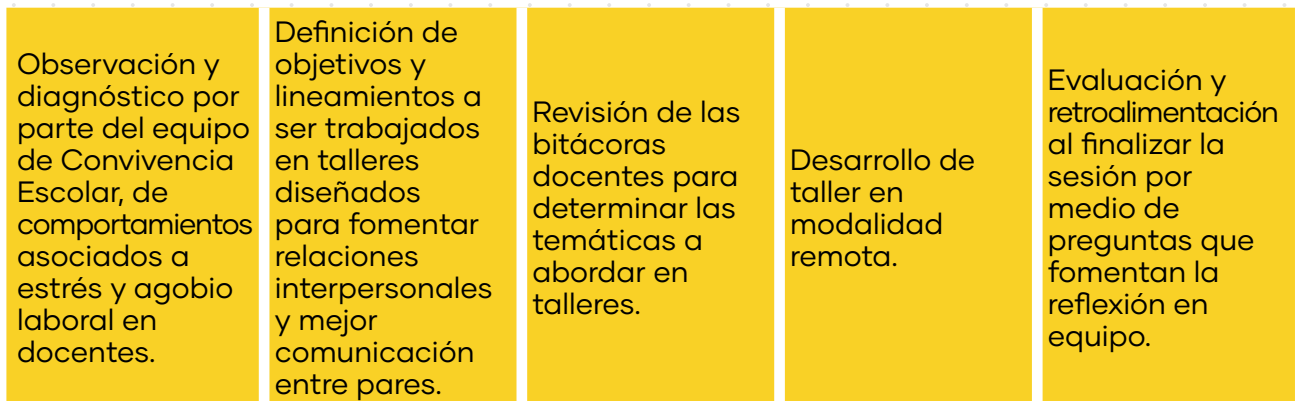 Observación y
diagnóstico por
parte del equipo
de Convivencia
Escolar, de
comportamientos
asociados a
estrés y agobio
laboral en
docentes.
Definición de
objetivos y
lineamientos a
ser trabajados
en talleres
diseñados
para fomentar
relaciones
interpersonales
y mejor
comunicación
entre pares.
Revisión de las
bitácoras
docentes para
determinar las
temáticas a
abordar en
talleres.
Desarrollo de
taller en
modalidad
remota.
Evaluación y
retroalimentación
al finalizar la
sesión por
medio de
preguntas que
fomentan la
reflexión en
equipo.